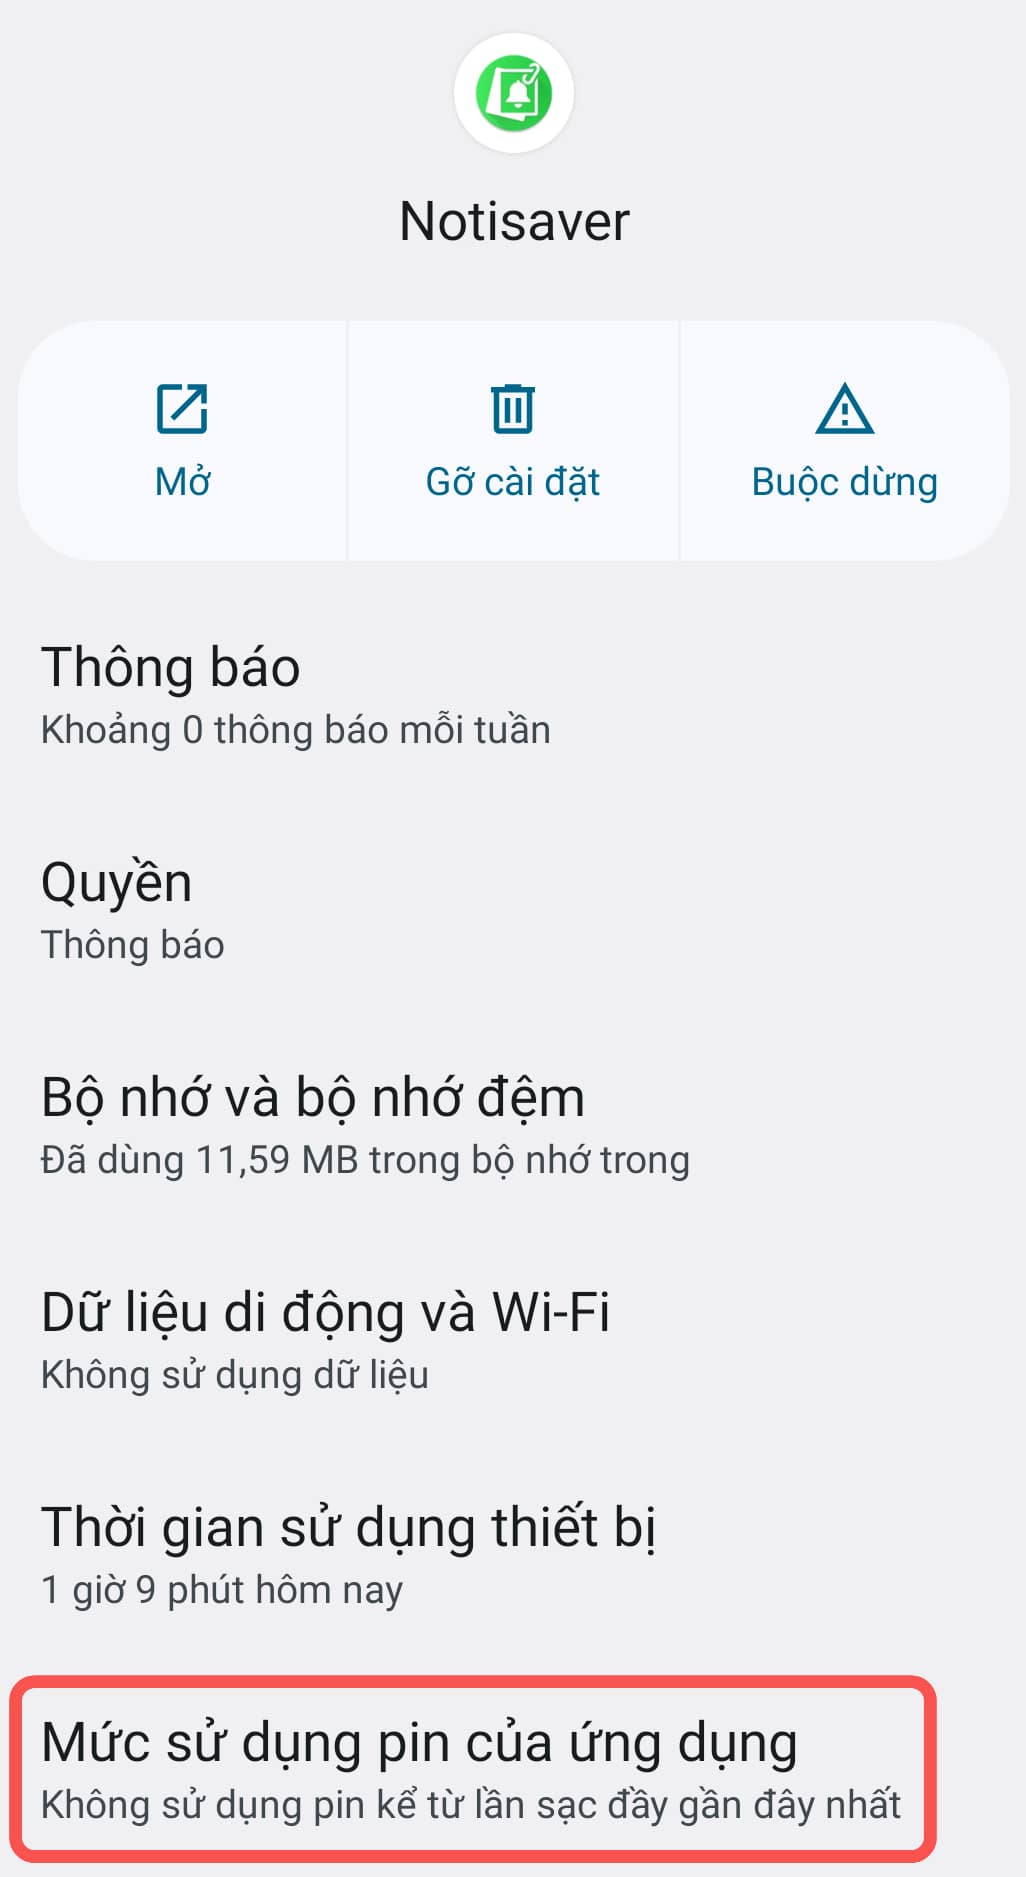 Notisaver
Mở
Gỡ cài đặt
Buộc dừng
Thông báo
Khoảng 0 thông báo mỗi tuần
Quyền
Thông báo
Bộ nhớ và bộ nhớ đệm
Đã dùng 11,59 MB trong bộ nhớ trong
Dữ liệu di động và Wi-Fi
Không sử dụng dữ liệu
Thời gian sử dụng thiết bị
1 giờ 9 phút hôm nay
Mức sử dụng pin của ứng dụng
Không sử dụng pin kể từ lần sạc đầy gần đây nhất